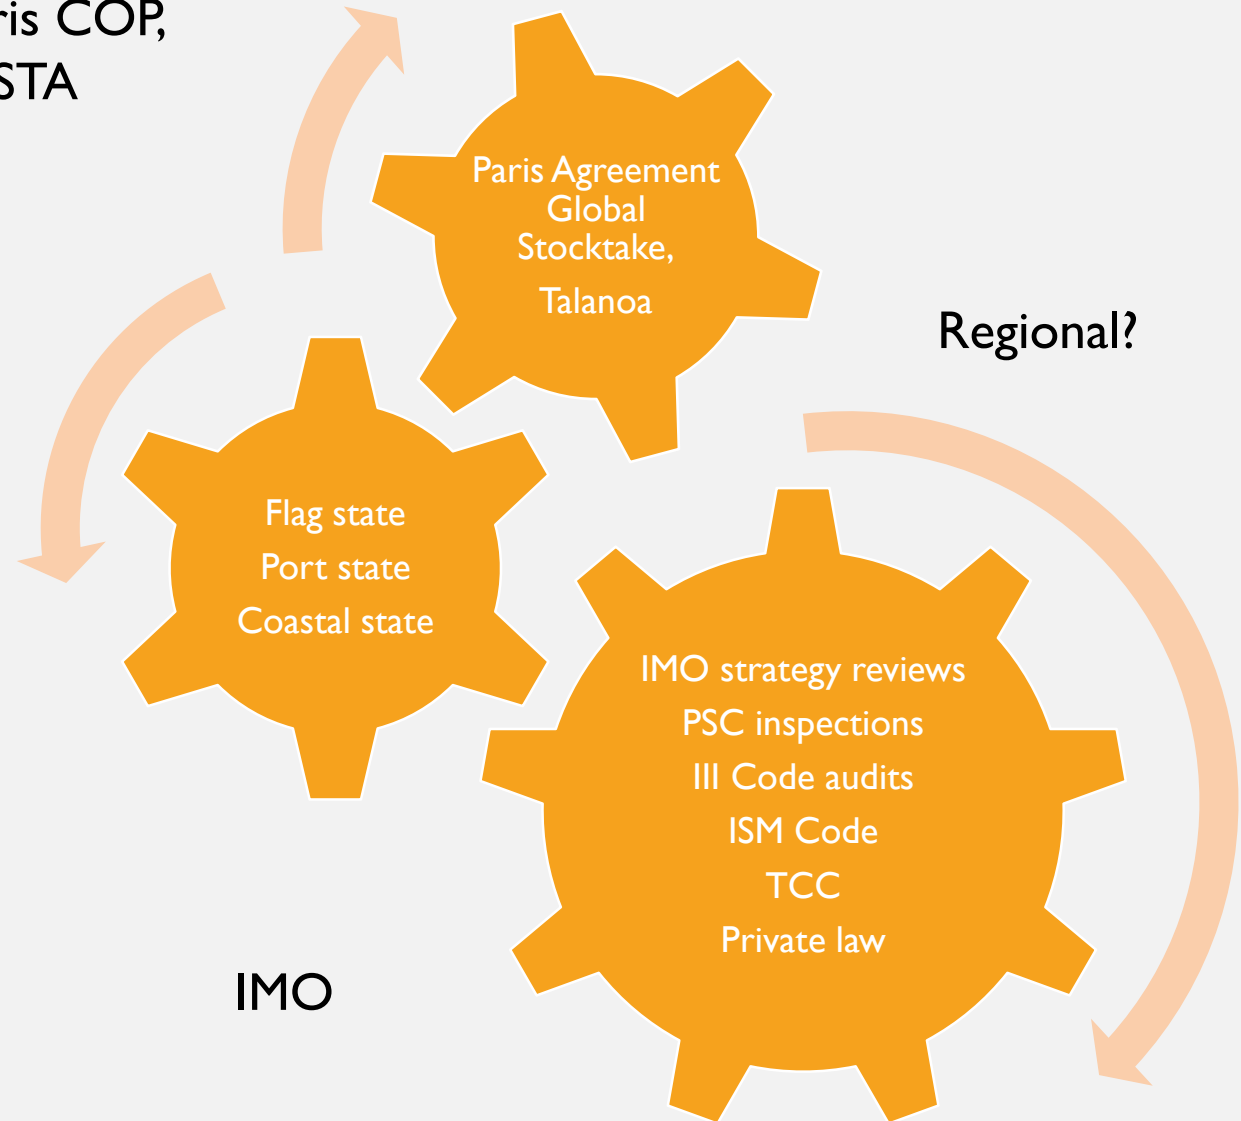 ris COP,
STA
Paris Agreement
Global
Stocktake,
Talanoa
Regional?
Flag state
Port state
Coastal state
IMO strategy reviews
PSC inspections
III Code audits
ISM Code
TCC
Private law
IMO